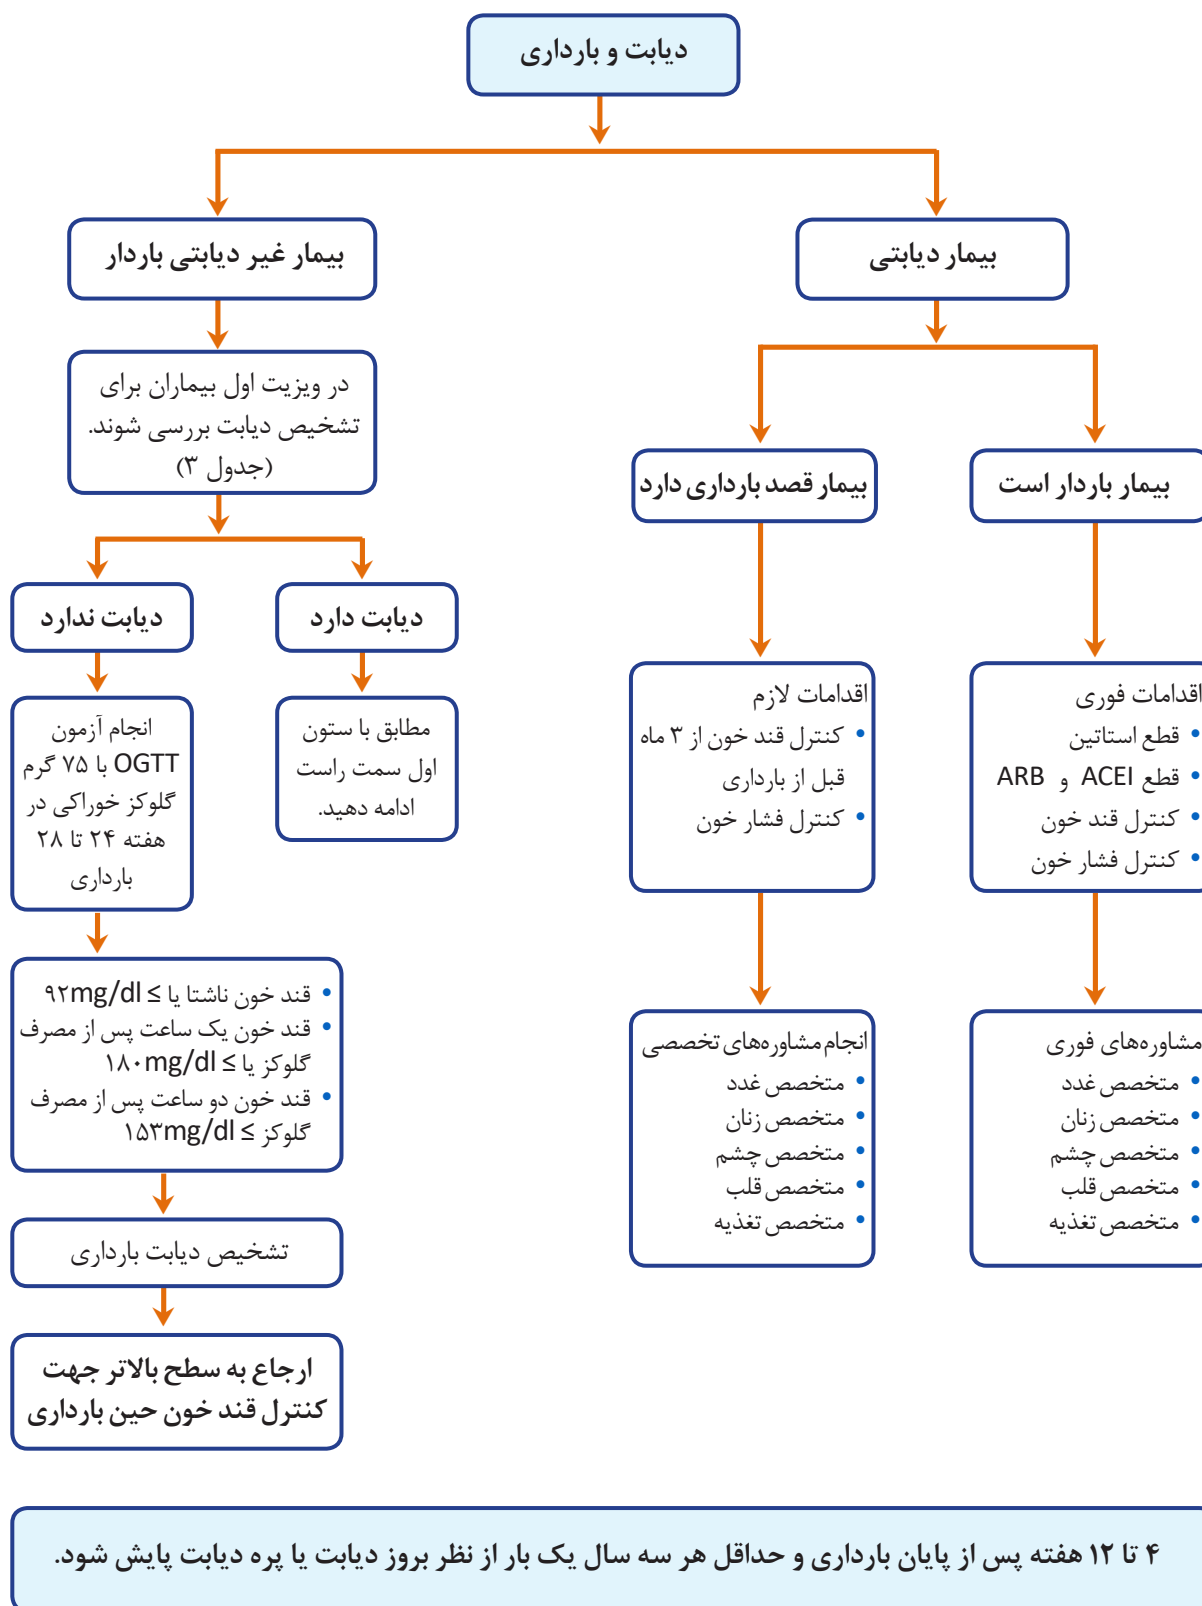 دیابت و بارداری
بیمار دیابتی
بیمار غیر دیابتی باردار
بیمار باردار است
بیمار قصد بارداری دارد
در ویزیت اول بیماران برای
تشخیص دیابت بررسی شوند.
(جدول ۳)
دیابت دارد
دیابت ندارد
اقدامات فوری
• قطع استاتین
• قطع ACEI و ARB
• کنترل قند خون
• کنترل فشار خون
اقدامات لازم
• کنترل قند خون از ۳ ماه
قبل از بارداری
• کنترل فشار خون
مطابق با ستون
اول سمت راست
ادامه دهید.
انجام آزمون
OGTT با ۷۵ گرم
گلوکز خوراکی در
هفته ۲۴ تا ۲۸
بارداری
مشاوره‌های فوری
• متخصص غدد
• متخصص زنان
• متخصص چشم
• متخصص قلب
• متخصص تغذیه
انجام مشاوره‌های تخصصی
• متخصص غدد
• متخصص زنان
• متخصص چشم
• متخصص قلب
• متخصص تغذیه
• قند خون ناشتا یا ≥ ۹۲mg/dl
• قند خون یک ساعت پس از مصرف
گلوکز یا ≥ ۱۸۰mg/dl
• قند خون دو ساعت پس از مصرف
گلوکز ≥ ۱۵۳mg/dl
تشخیص دیابت بارداری
ارجاع به سطح بالاتر جهت
کنترل قند خون حین بارداری
۴ تا ۱۲ هفته پس از پایان بارداری و حداقل هر سه سال یک بار از نظر بروز دیابت یا پره دیابت پایش شود.